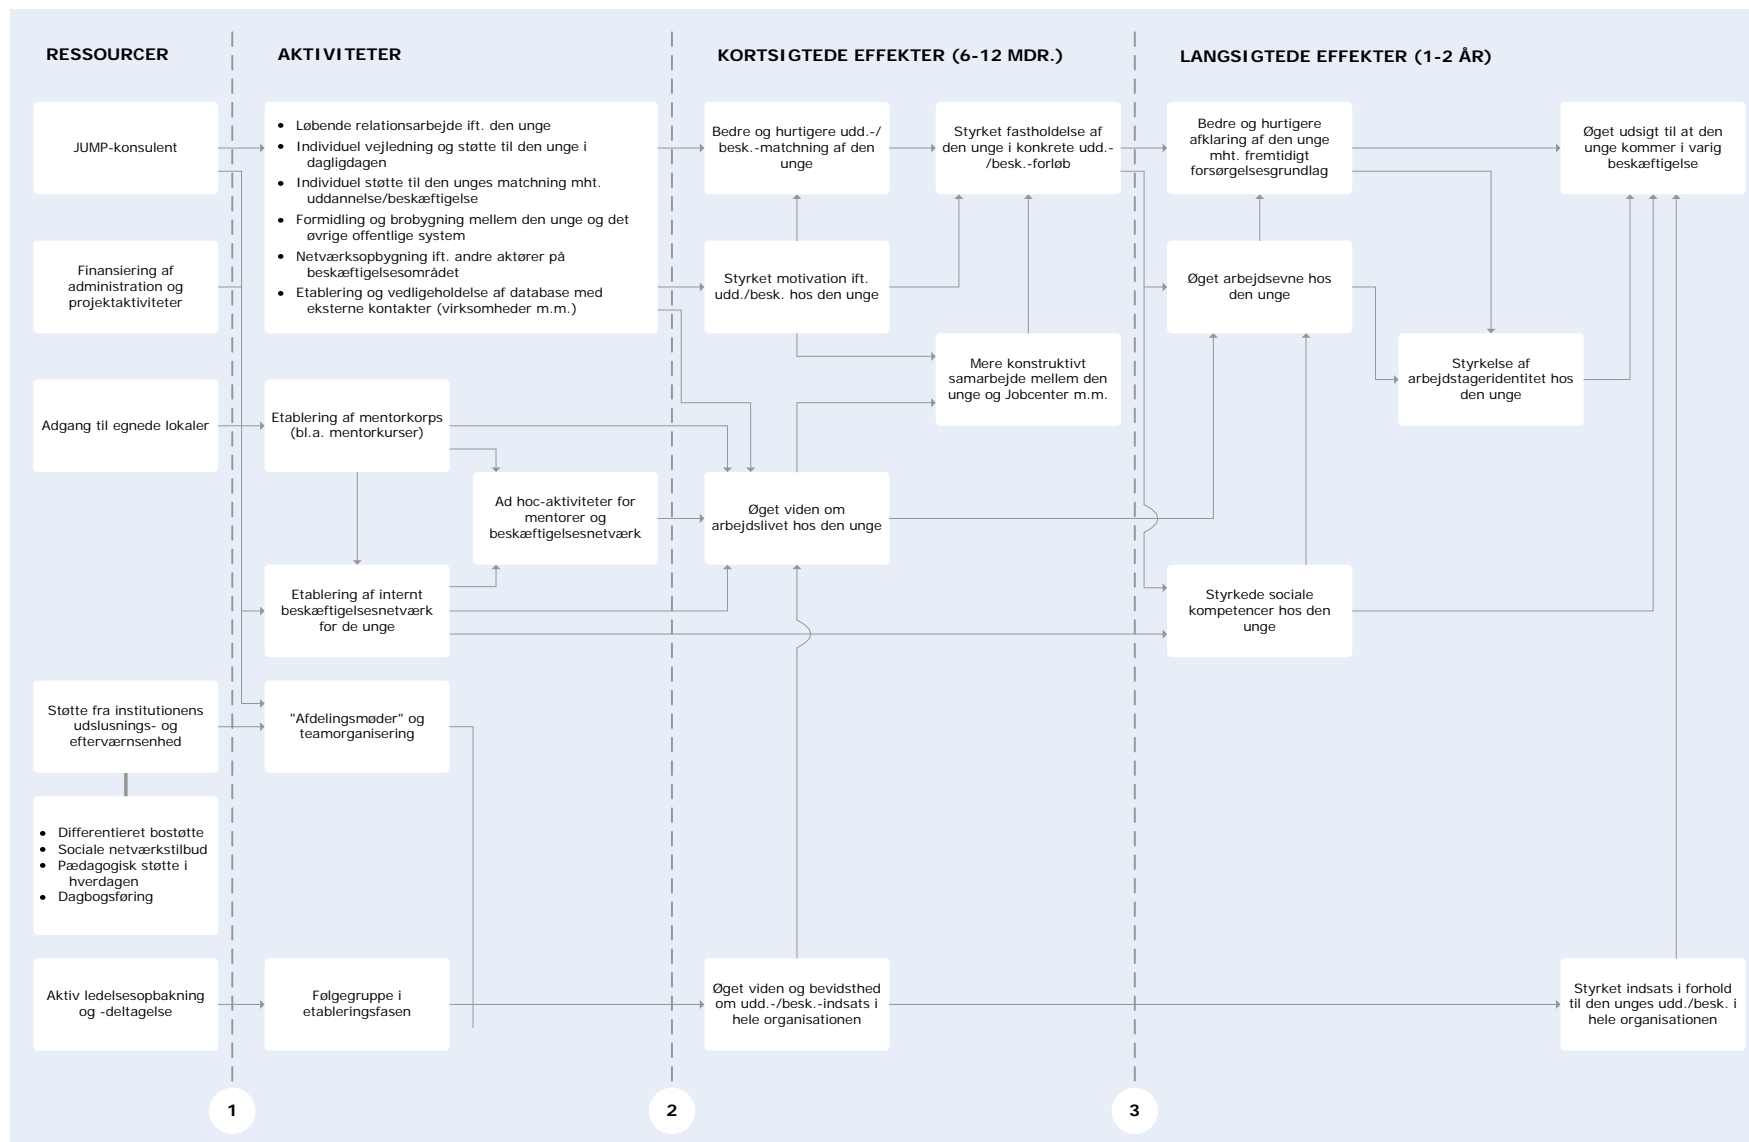 RESSOURCER
AKTIVITETER
KORTSIGTEDE EFFEKTER (6-12 MDR.)
LANGSIGTEDE EFFEKTER (1-2 ÅR)
JUMP-konsulent
Finansiering af
administration og
projektaktiviteter
Adgang til egnede lokaler
Støtte fra institutionens
udslusnings- og
efterværnsenhed
• Differentieret bostøtte
• Sociale netværkstilbud
• Pædagogisk støtte i
hverdagen
• Dagbogsføring
Aktiv ledelsesopbakning
og -deltagelse
• Løbende relationsarbejde ift. den unge
• Individuel vejledning og støtte til den unge i
dagligdagen
• Individuel støtte til den unges matchning mht.
uddannelse/beskæftigelse
• Formidling og brobygning mellem den unge og det
øvrige offentlige system
• Netværksopbygning ift. andre aktører på
beskæftigelsesområdet
• Etablering og vedligeholdelse af database med
eksterne kontakter (virksomheder m.m.)
Etablering af mentorkorps
(bl.a. mentorkurser)
Ad hoc-aktiviteter for
mentorer og
beskæftigelsesnetværk
Etablering af internt
beskæftigelsesnetværk
for de unge
"Afdelingsmøder" og
teamorganisering
Følgegruppe i
etableringsfasen
Bedre og hurtigere udd.-/
besk.-matchning af den
unge
Styrket fastholdelse af
den unge i konkrete udd.-
/besk.-forløb
Styrket motivation ift.
udd./besk. hos den unge
Mere konstruktivt
samarbejde mellem den
unge og Jobcenter m.m.
Øget viden om
arbejdslivet hos den unge
Øget viden og bevidsthed
om udd.-/besk.-indsats i
hele organisationen
Bedre og hurtigere
afklaring af den unge
mht. fremtidigt
forsørgelsesgrundlag
Øget udsigt til at den
unge kommer i varig
beskæftigelse
Øget arbejdsevne hos
den unge
Styrkelse af
arbejdstageridentitet hos
den unge
Styrkede sociale
kompetencer hos den
unge
Styrket indsats i forhold
til den unges udd./besk. i
hele organisationen
1
2
3